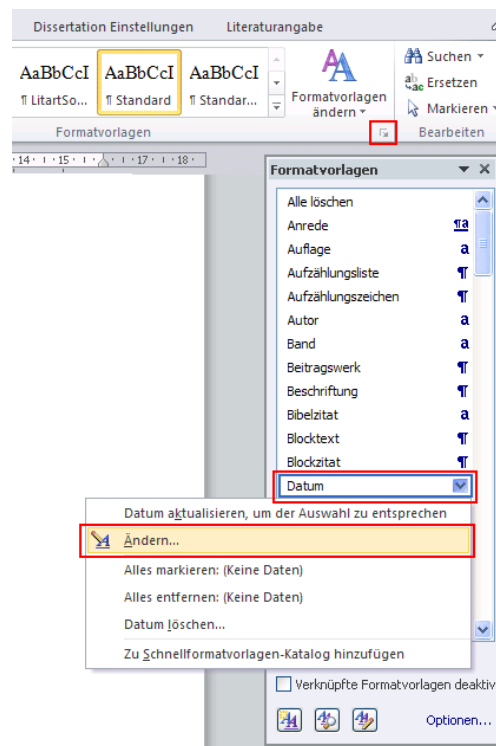 Dissertation Einstellungen Literaturangabe
AaBbCcI AaBbCcI AaBbCcI
¶ LitartSo... ¶ Standard ¶ Standar...
Formatvorlagen ändern
Suchen
Ersetzen
Markieren
Formatvorlagen Bearbeiten
14 15 17 18
Formatvorlagen
Alle löschen
Anrede ¶a
Auflage a
Aufzählungsliste ¶
Aufzählungszeichen ¶
Autor a
Band a
Beitragswerk ¶
Beschriftung ¶
Bibelzitat a
Blocktext ¶
Blockzitat ¶
Datum
Datum aktualisieren, um der Auswahl zu entsprechen
Ändern...
Alles markieren: (Keine Daten)
Alles entfernen: (Keine Daten)
Datum löschen...
Zu Schnellformatvorlagen-Katalog hinzufügen
Verknüpfte Formatvorlagen deaktiv
Optionen...